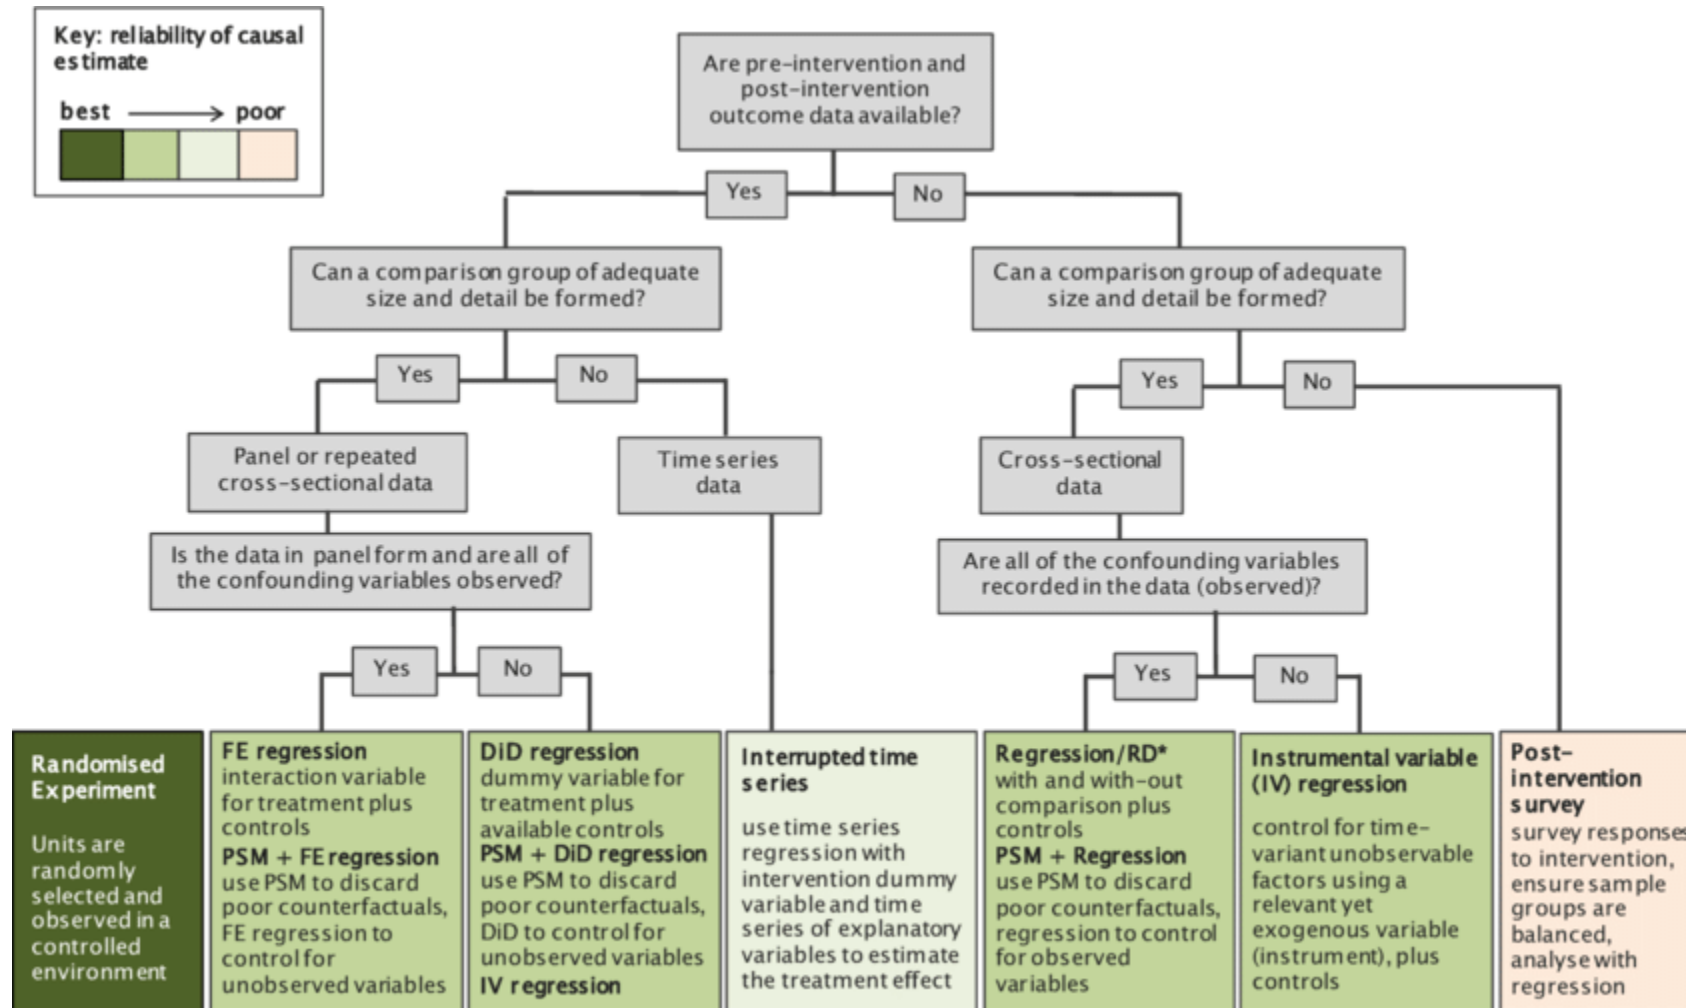 Key: reliability of causal
estimate
best
poor
Are pre-intervention and
post-intervention
outcome data available?
Yes
No
Can a comparison group of adequate
size and detail be formed?
Can a comparison group of adequate
size and detail be formed?
Yes
No
Yes
No
Panel or repeated
cross-sectional data
Time series
data
Cross-sectional
data
Is the data in panel form and are all of
the confounding variables observed?
Are all of the confounding variables
recorded in the data (observed)?
Yes
No
Yes
No
Randomised
Experiment
Units are
randomly
selected and
observed in a
controlled
environment
FE regression
interaction variable
for treatment plus
controls
PSM + FE regression
use PSM to discard
poor counterfactuals,
FE regression to
control for
unobserved variables
DiD regression
dummy variable for
treatment plus
available controls
PSM + DiD regression
use PSM to discard
poor counterfactuals,
DiD to control for
unobserved variables
IV regression
Interrupted time
series
use time series
regression with
intervention dummy
variable and time
series of explanatory
variables to estimate
the treatment effect
Regression/RD*
with and with-out
comparison plus
controls
PSM + Regression
use PSM to discard
poor counterfactuals,
regression to control
for observed
variables
Instrumental variable
(IV) regression
control for time-
variant unobservable
factors using a
relevant yet
exogenous variable
(instrument), plus
controls
Post-
intervention
survey
survey responses
to intervention,
ensure sample
groups are
balanced,
analyse with
regression